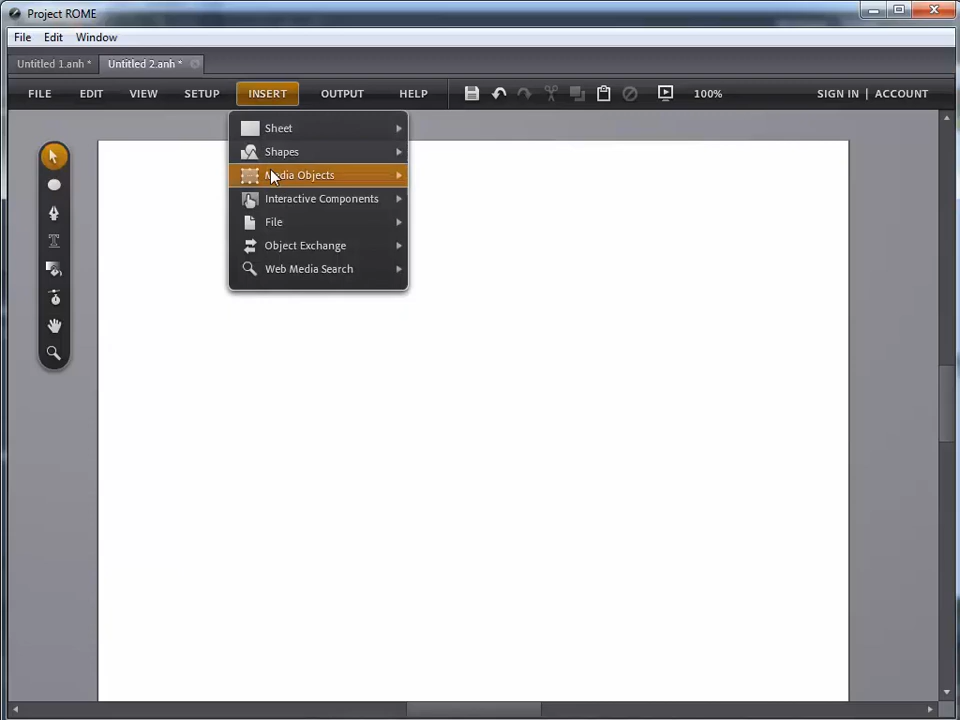 Project ROME
File Edit Window
Untitled 1.anh * Untitled 2.anh *
FILE EDIT VIEW SETUP INSERT OUTPUT HELP 100% SIGN IN | ACCOUNT
Sheet
Shapes
Media Objects
Interactive Components
File
Object Exchange
Web Media Search